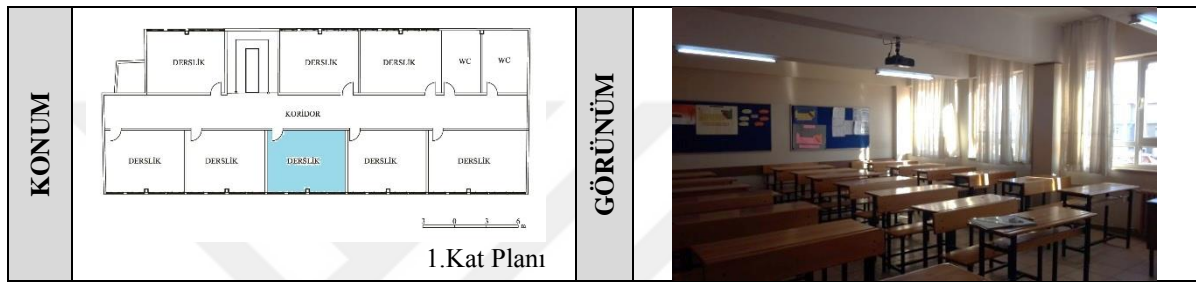 KONUM
DERSLİK
DERSLİK
DERSLİK
WC
WC
KORİDOR
DERSLİK
DERSLİK
DERSLİK
DERSLİK
DERSLİK
3 0 3 6 m
1.Kat Planı
GÖRÜNÜM